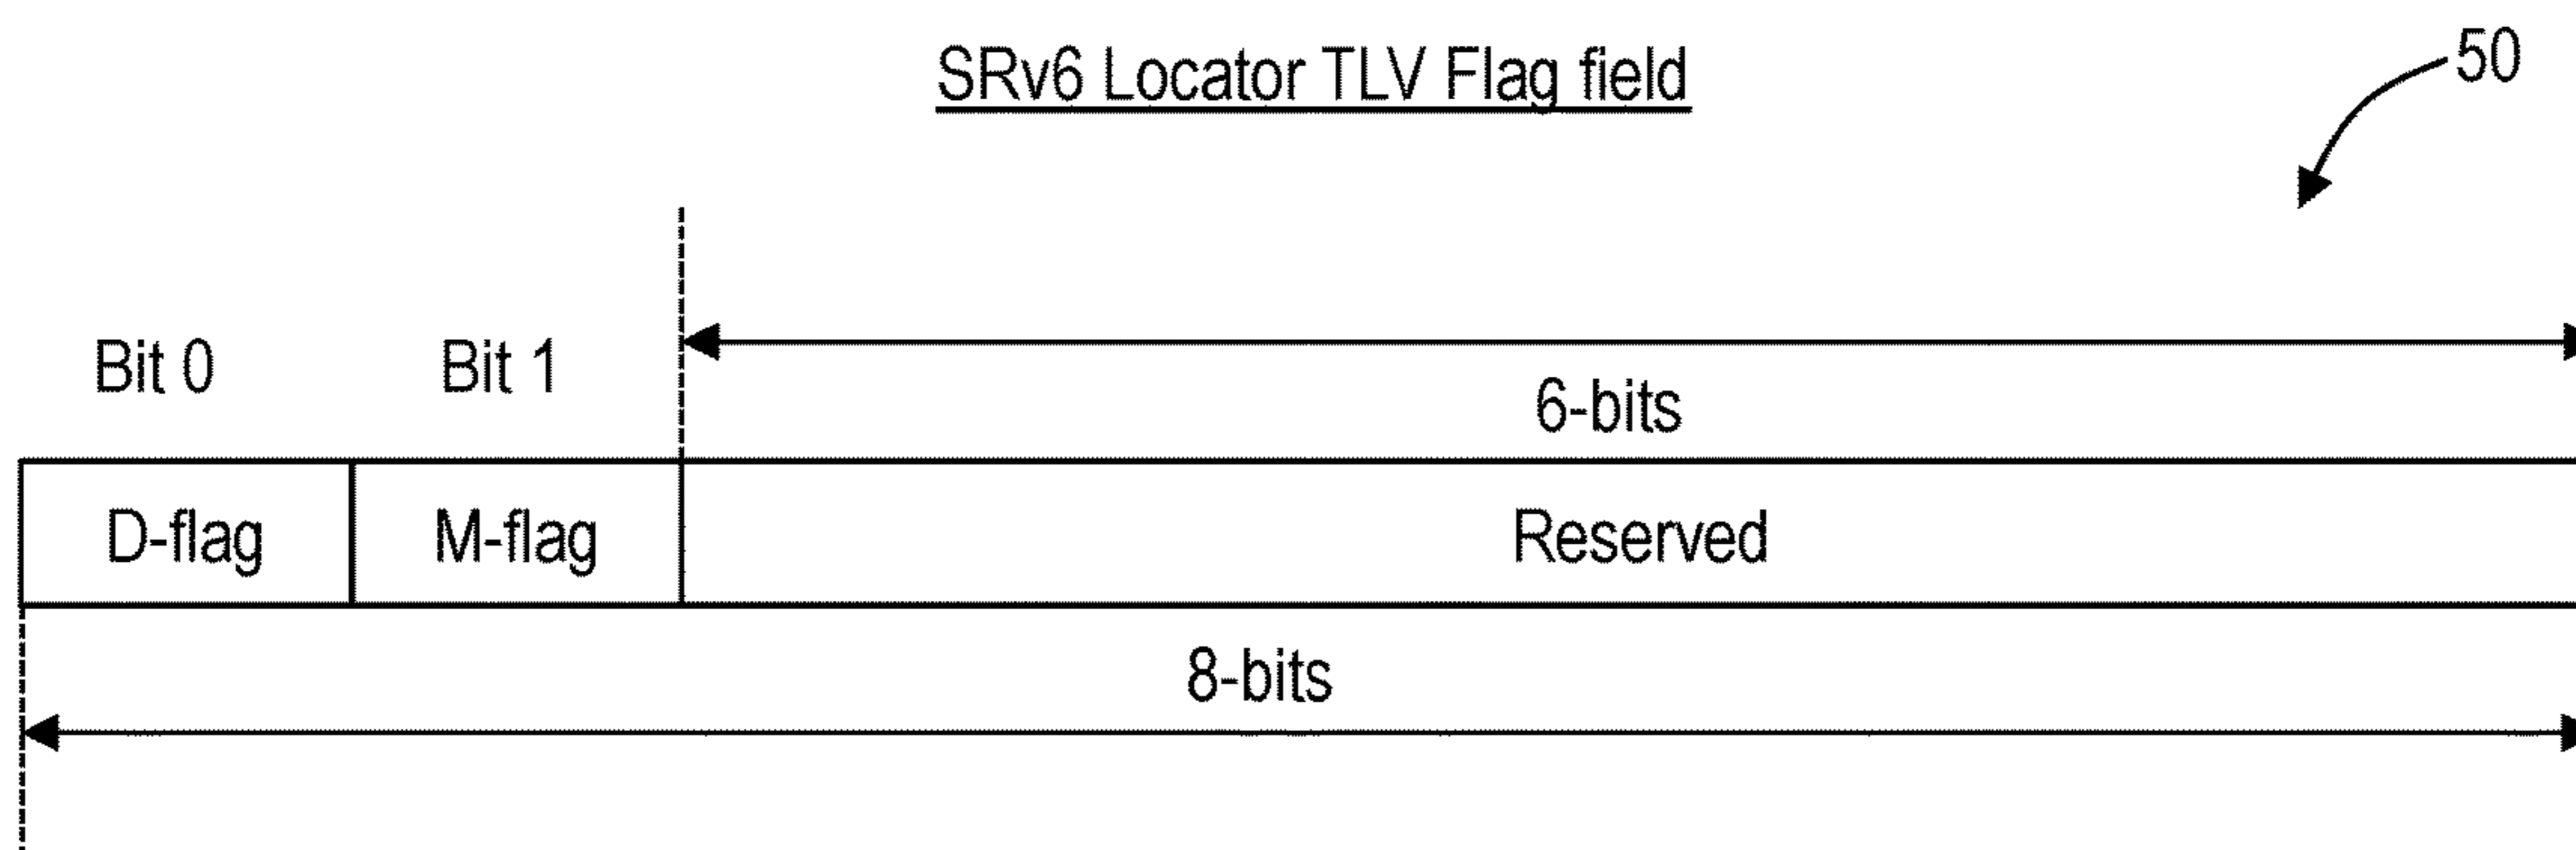 SRv6 Locator TLV Flag field
50
Bit 0 Bit 1
6-bits
D-flag M-flag Reserved
8-bits